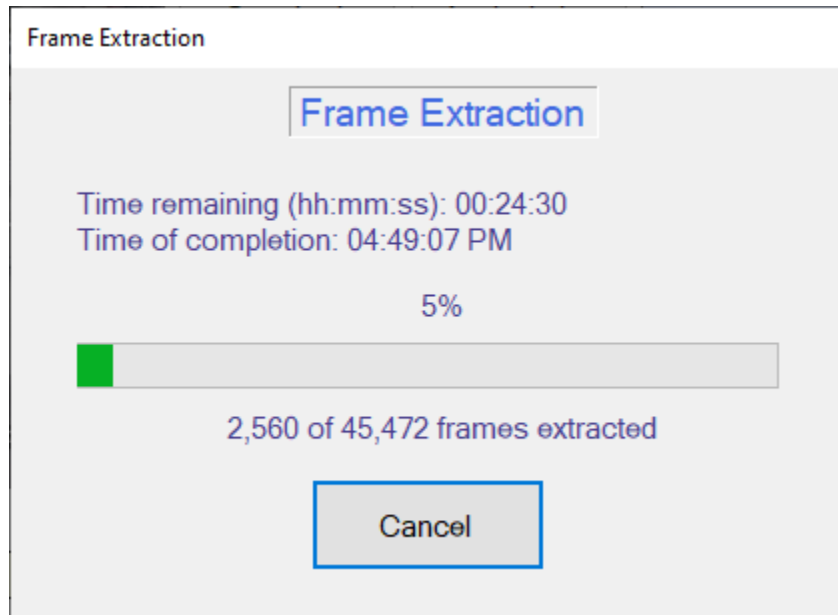 Frame Extraction
Frame Extraction
Time remaining (hh:mm:ss): 00:24:30
Time of completion: 04:49:07 PM
5%
2,560 of 45,472 frames extracted
Cancel